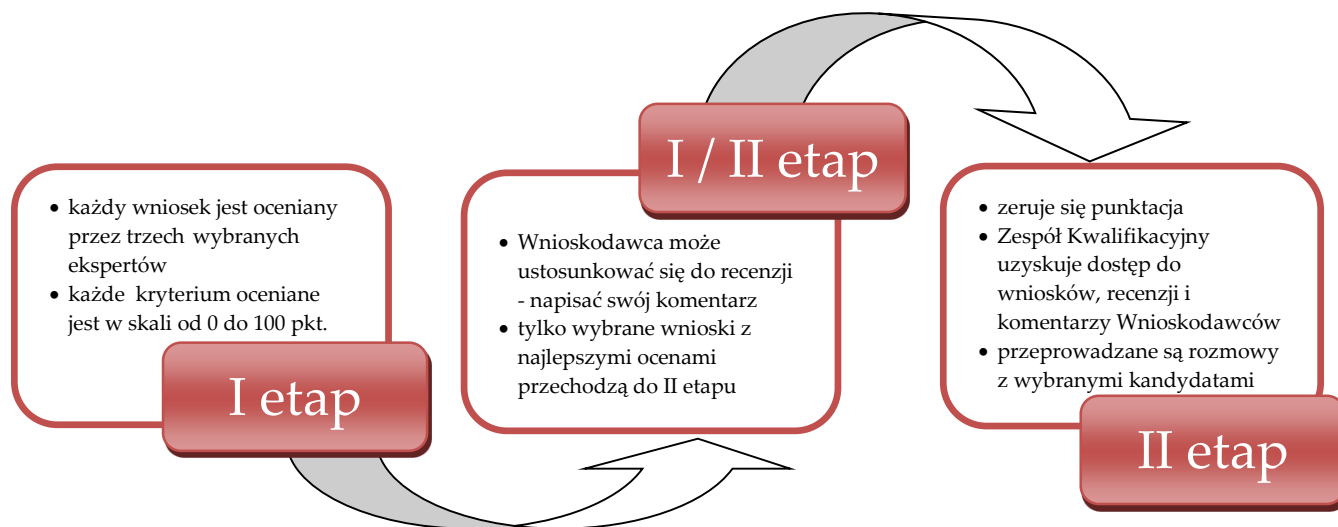 • każdy wniosek jest oceniany
przez trzech wybranych
ekspertów
• każde kryterium oceniane
jest w skali od 0 do 100 pkt.
I etap
I / II etap
• Wnioskodawca może
ustosunkować się do recenzji
- napisać swój komentarz
• tylko wybrane wnioski z
najlepszymi ocenami
przechodzą do II etapu
• zeruje się punktacja
• Zespół Kwalifikacyjny
uzyskuje dostęp do
wniosków, recenzji i
komentarzy Wnioskodawców
• przeprowadzane są rozmowy
z wybranymi kandydatami
II etap